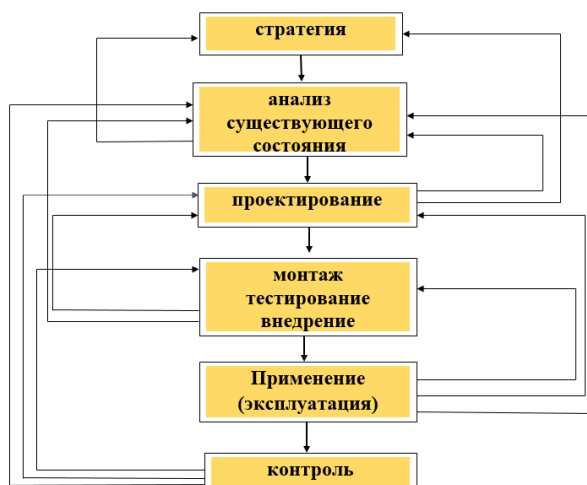 стратегия
анализ
существующего
состояния
проектирование
монтаж
тестирование
внедрение
Применение
(эксплуатация)
контроль